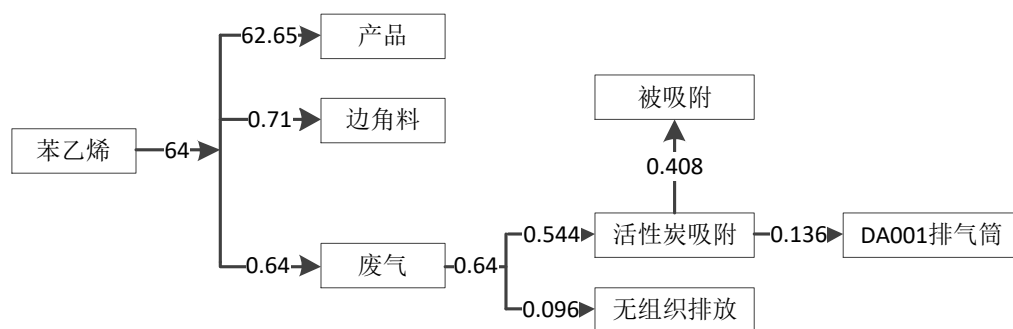 62.65
产品
被吸附
0.71
边角料
苯乙烯
64
0.408
0.544
活性炭吸附
0.136
DA001排气筒
0.64
废气
0.64
0.096
无组织排放